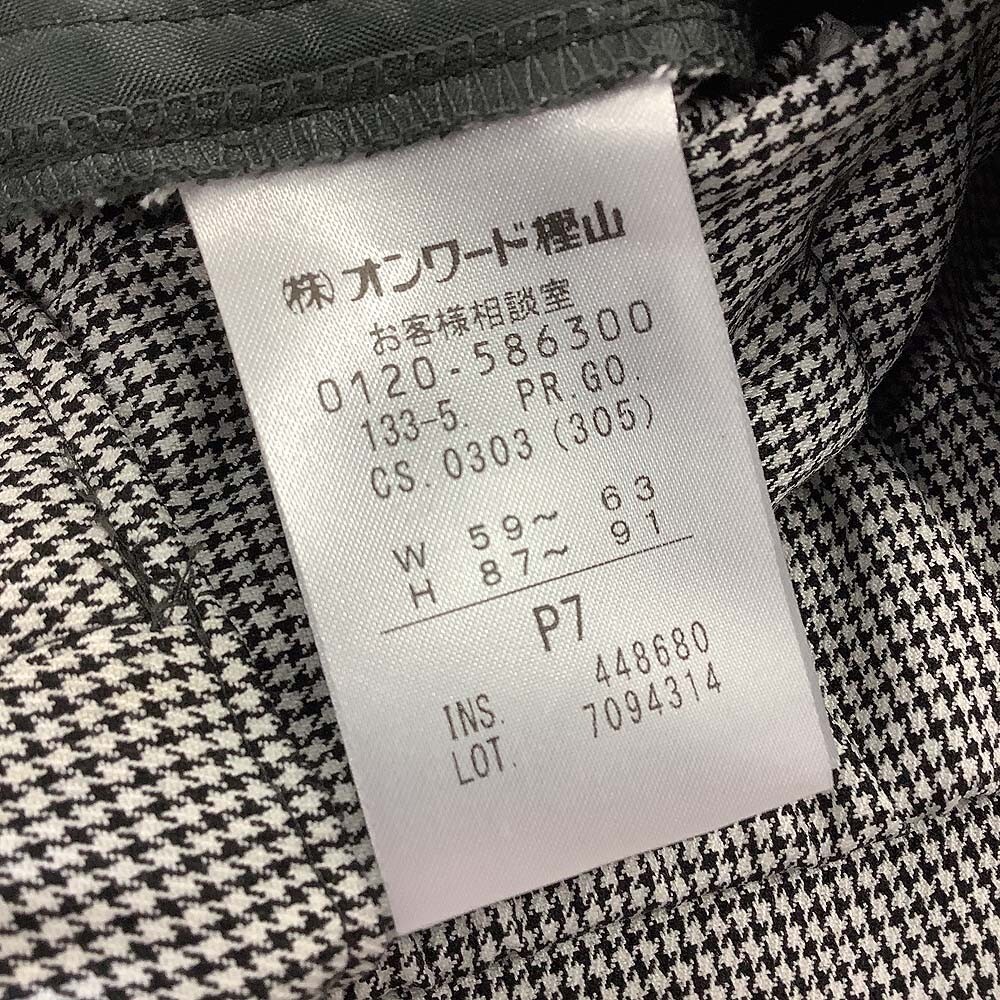 ㈱オンワード樫山
お客様相談室
0120-586300
133-5. PR.GO.
CS.0303(305)
W 59~ 63
H 87~ 91
P7
INS. 448680
LOT. 7094314